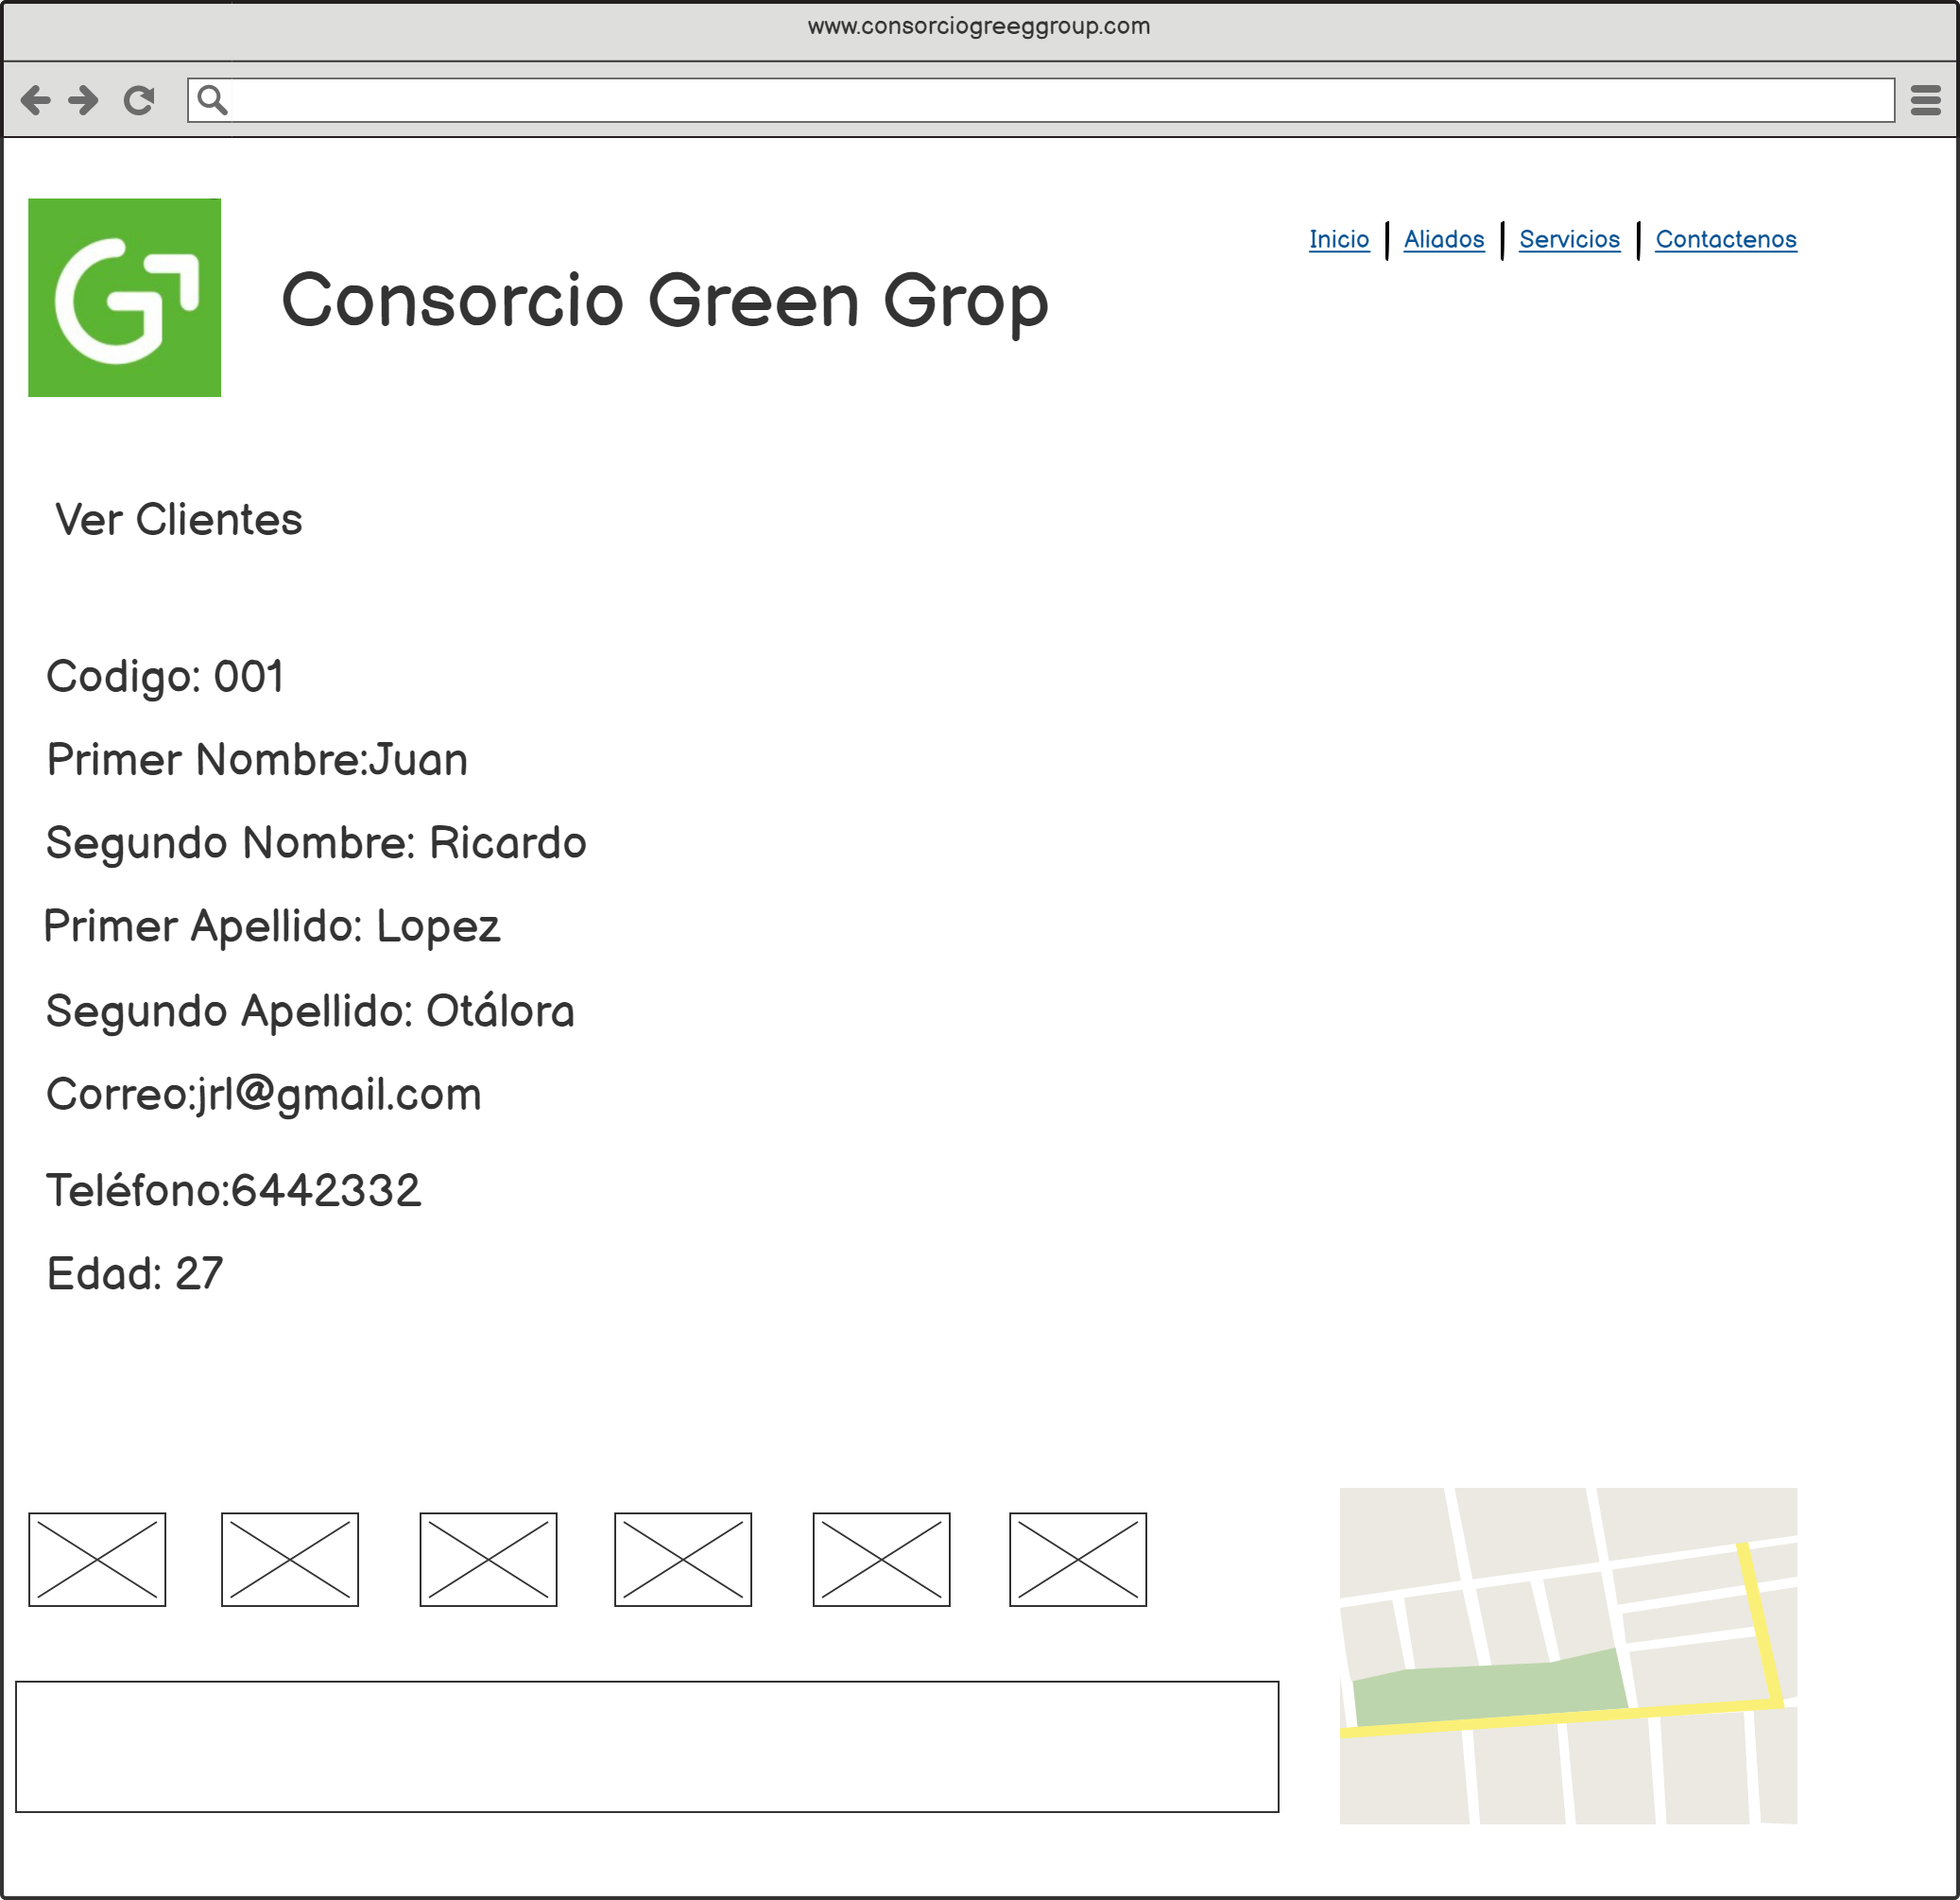 www.consorciogreeggroup.com
Inicio | Aliados | Servicios | Contactenos
Consorcio Green Grop
Ver Clientes
Codigo: 001
Primer Nombre:Juan
Segundo Nombre: Ricardo
Primer Apellido: Lopez
Segundo Apellido: Otálora
Correo:jrl@gmail.com
Teléfono:6442332
Edad: 27